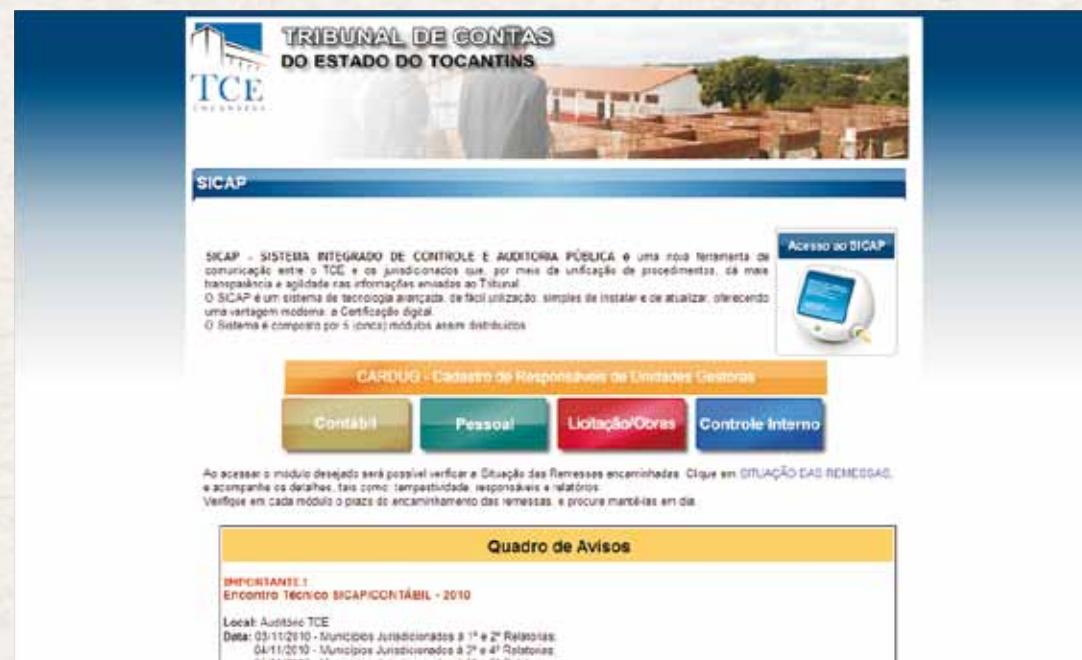 TRIBUNAL DE CONTAS
DO ESTADO DO TOCANTINS
TCE
TOCANTINS
SICAP
Acesso ao SICAP
SICAP - SISTEMA INTEGRADO DE CONTROLE E AUDITORIA PÚBLICA é uma nova ferramenta de
comunicação entre o TCE e os jurisdicionados que, por meio da unificação de procedimentos, dá mais
transparência e agilidade nas informações enviadas ao Tribunal.
O SICAP é um sistema de tecnologia avançada, de fácil utilização, simples de instalar e de atualizar, oferecendo
uma vantagem moderna: a Certificação digital.
O Sistema é composto por 5 (cinco) módulos assim distribuídos
CARDUG - Cadastro de Responsáveis de Unidades Gestoras
Contábil
Pessoal
Licitação/Obras
Controle Interno
Ao acessar o módulo desejado será possível verificar a Situação das Remessas encaminhadas. Clique em SITUAÇÃO DAS REMESSAS,
e acompanhe os detalhes, tais como: tempestividade, responsáveis e relatórios.
Verifique em cada módulo o prazo do encaminhamento das remessas, e procure mantê-las em dia.
Quadro de Avisos
IMPORTANTE !
Encontro Técnico SICAP/CONTÁBIL - 2010
Local: Auditório TCE
Data: 03/11/2010 - Municípios Jurisdicionados à 1ª e 2ª Relatorias;
04/11/2010 - Municípios Jurisdicionados à 3ª e 4ª Relatorias;